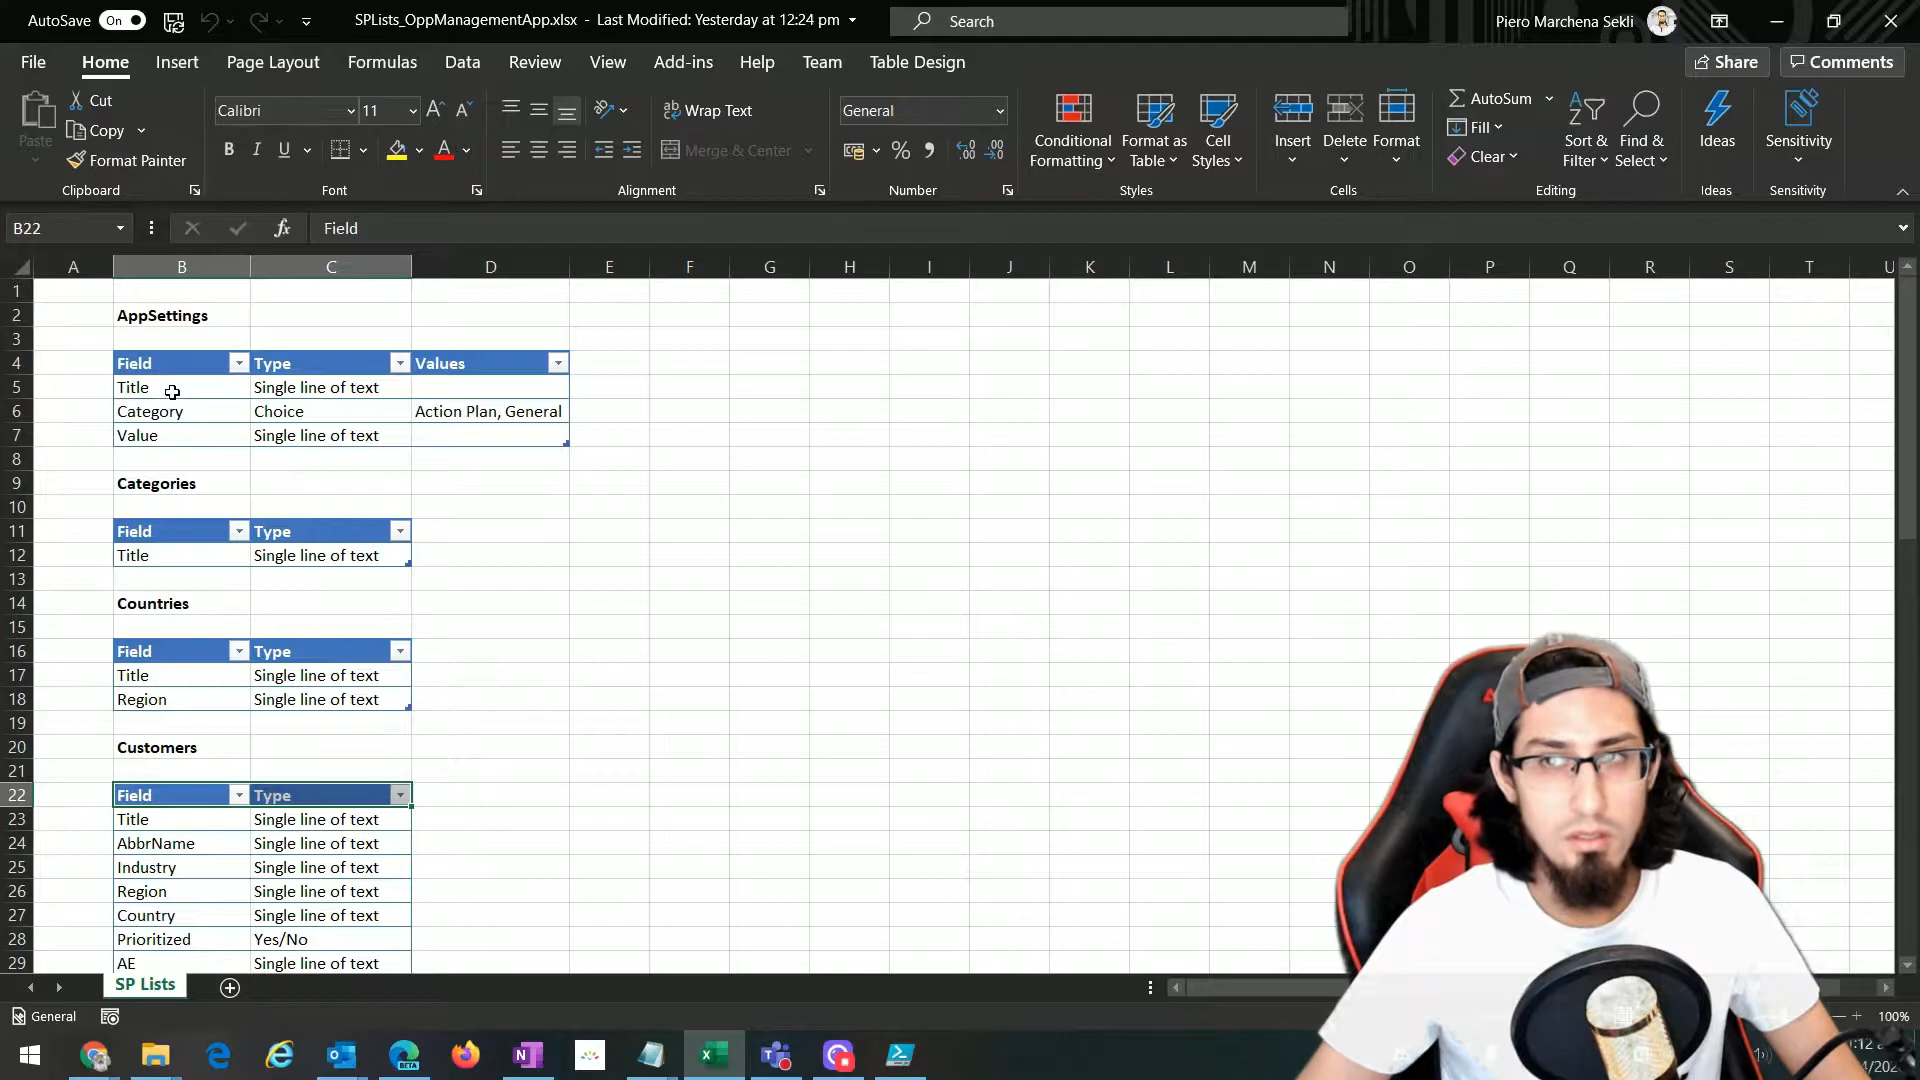 AutoSave On SPLists_OppManagementApp.xlsx - Last Modified: Yesterday at 12:24 pm Search Piero Marchena Sekli
File Home Insert Page Layout Formulas Data Review View Add-ins Help Team Table Design Share Comments
Paste Cut Copy Format Painter Clipboard
Calibri 11 B I U A Font
ab Wrap Text Merge & Center Alignment
General % Number
Conditional Formatting Format as Table Cell Styles Styles
Insert Delete Format Cells
AutoSum Fill Clear Sort & Filter Find & Select Editing
Ideas Ideas
Sensitivity Sensitivity
B22 fx Field
A B C D E F G H I J K L M N O P Q R S T U
1
2 AppSettings
3
4 Field Type Values
5 Title Single line of text
6 Category Choice Action Plan, General
7 Value Single line of text
8
9 Categories
10
11 Field Type
12 Title Single line of text
13
14 Countries
15
16 Field Type
17 Title Single line of text
18 Region Single line of text
19
20 Customers
21
22 Field Type
23 Title Single line of text
24 AbbrName Single line of text
25 Industry Single line of text
26 Region Single line of text
27 Country Single line of text
28 Prioritized Yes/No
29 AE Single line of text
SP Lists
General 100%
BETA